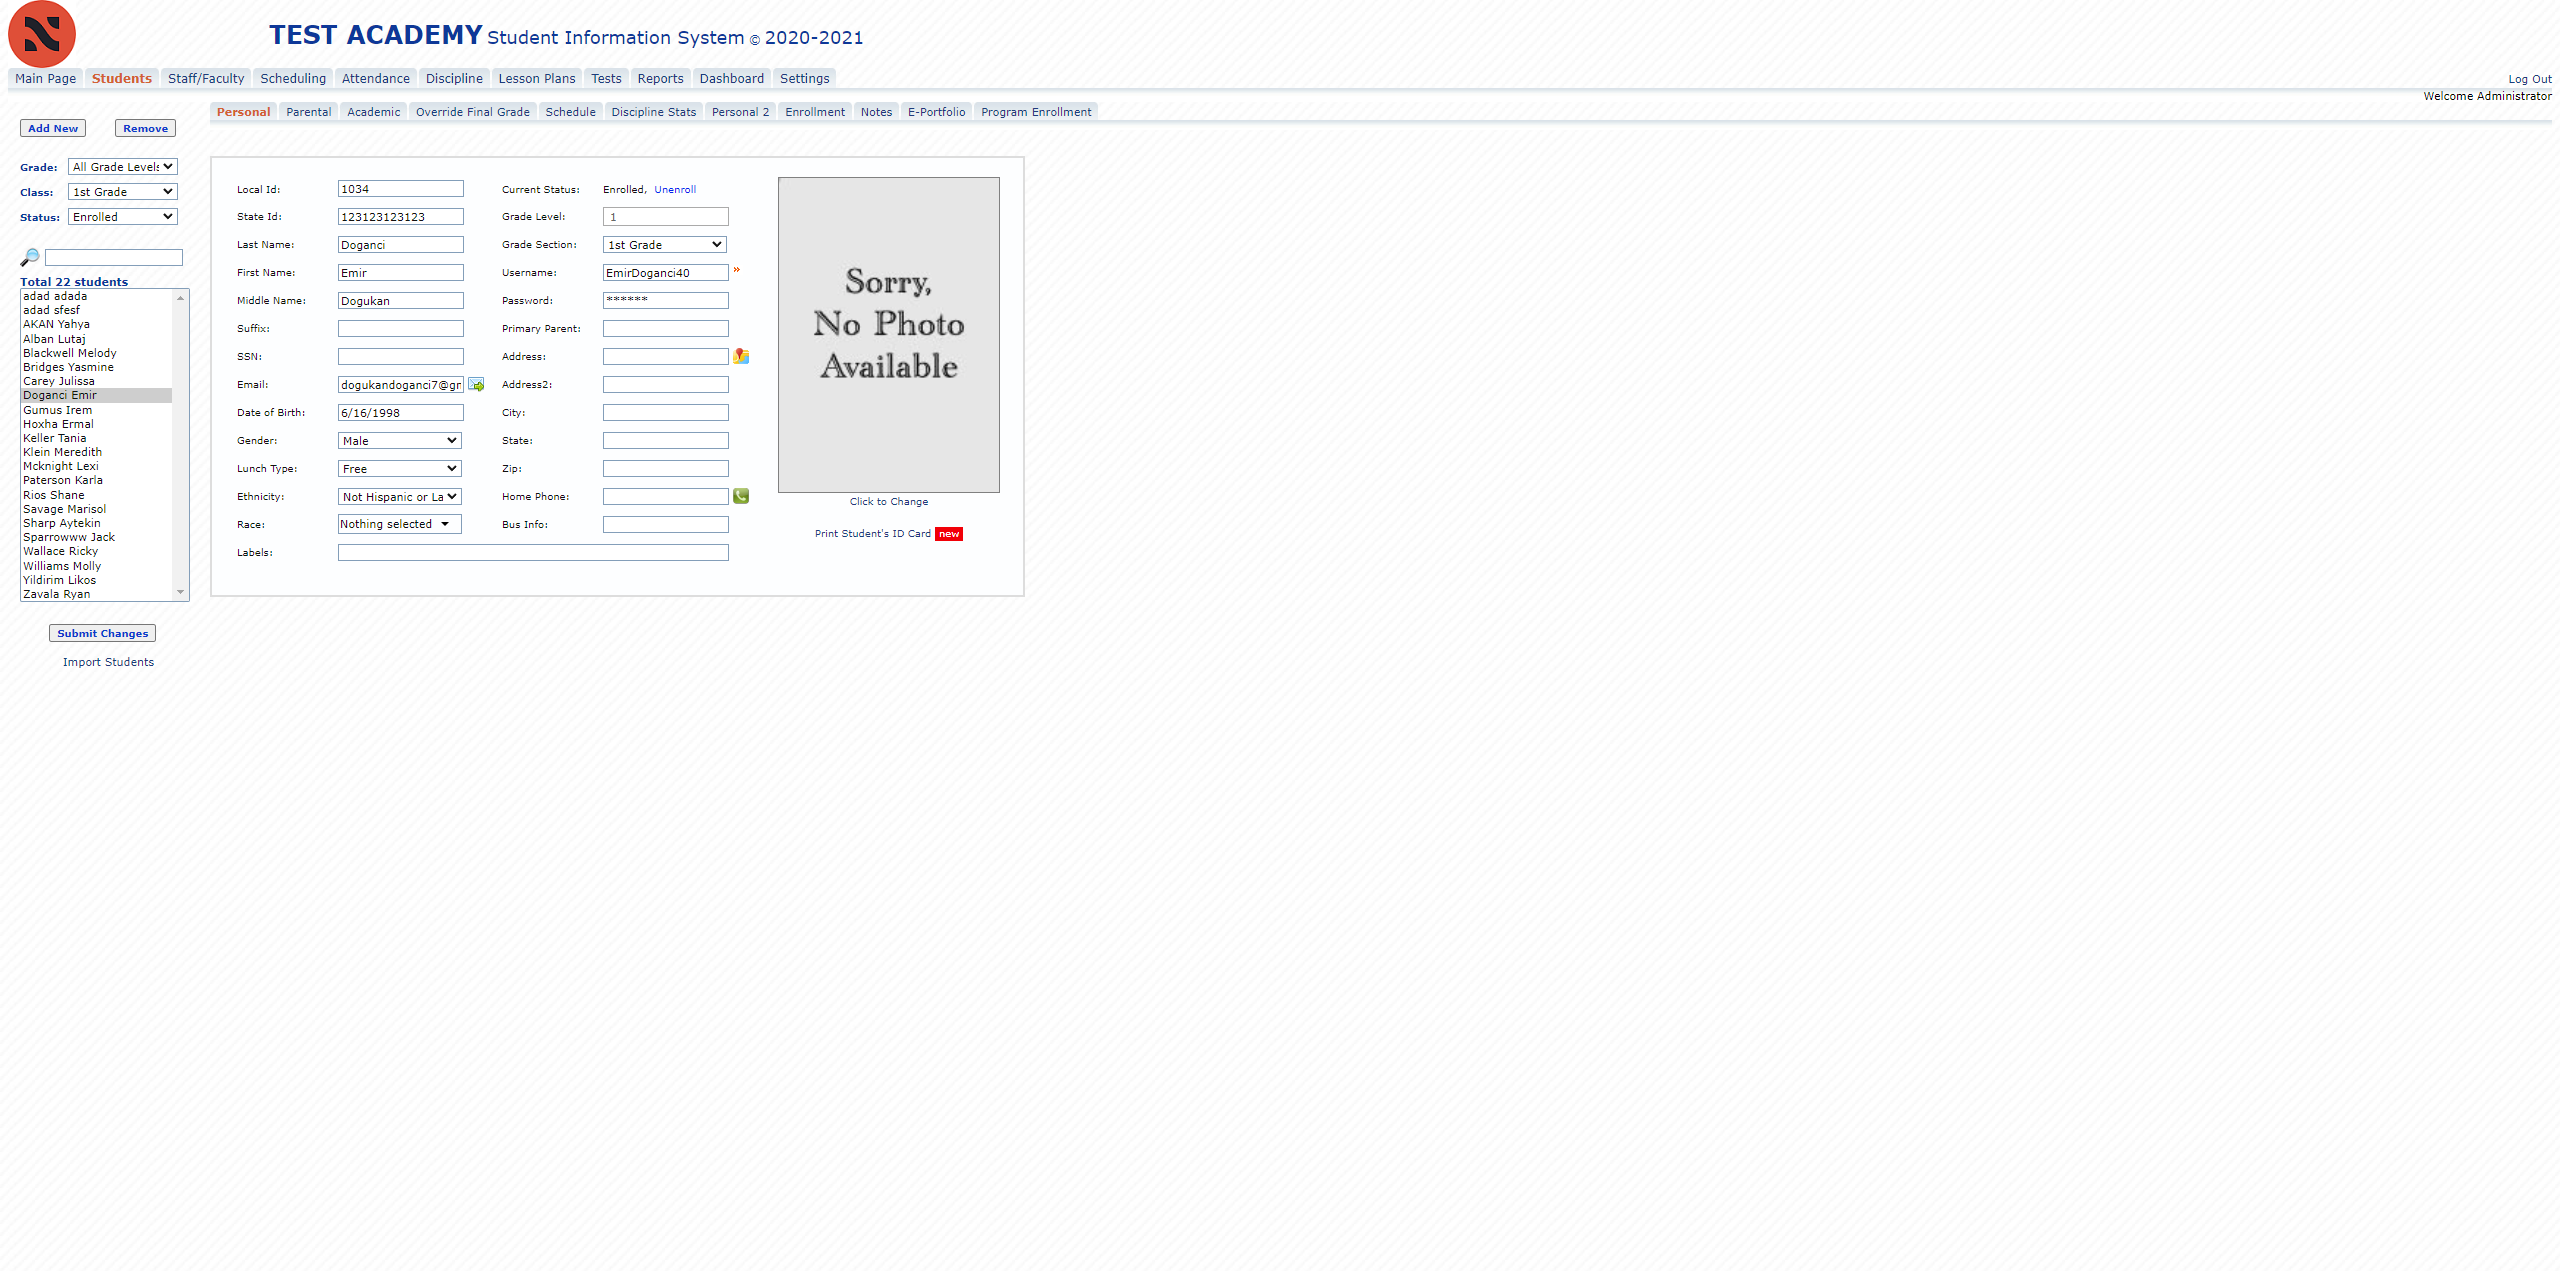 TEST ACADEMY Student Information System © 2020-2021
Main Page Students Staff/Faculty Scheduling Attendance Discipline Lesson Plans Tests Reports Dashboard Settings Log Out
Welcome Administrator
Personal Parental Academic Override Final Grade Schedule Discipline Stats Personal 2 Enrollment Notes E-Portfolio Program Enrollment
Add New Remove
Grade: All Grade Levels
Class: 1st Grade
Status: Enrolled
Total 22 students
adad adada
adad sfesf
AKAN Yahya
Alban Lutaj
Blackwell Melody
Bridges Yasmine
Carey Julissa
Doganci Emir
Gumus Irem
Hoxha Ermal
Keller Tania
Klein Meredith
Mcknight Lexi
Paterson Karla
Rios Shane
Savage Marisol
Sharp Aytekin
Sparrowww Jack
Wallace Ricky
Williams Molly
Yildirim Likos
Zavala Ryan
Submit Changes
Import Students
Local Id: 1034
State Id: 123123123123
Last Name: Doganci
First Name: Emir
Middle Name: Dogukan
Suffix:
SSN:
Email: dogukandoganci7@gm
Date of Birth: 6/16/1998
Gender: Male
Lunch Type: Free
Ethnicity: Not Hispanic or La
Race: Nothing selected
Labels:
Current Status: Enrolled, Unenroll
Grade Level: 1
Grade Section: 1st Grade
Username: EmirDoganci40 »
Password: ******
Primary Parent:
Address:
Address2:
City:
State:
Zip:
Home Phone:
Bus Info:
Sorry,
No Photo
Available
Click to Change
Print Student's ID Card new